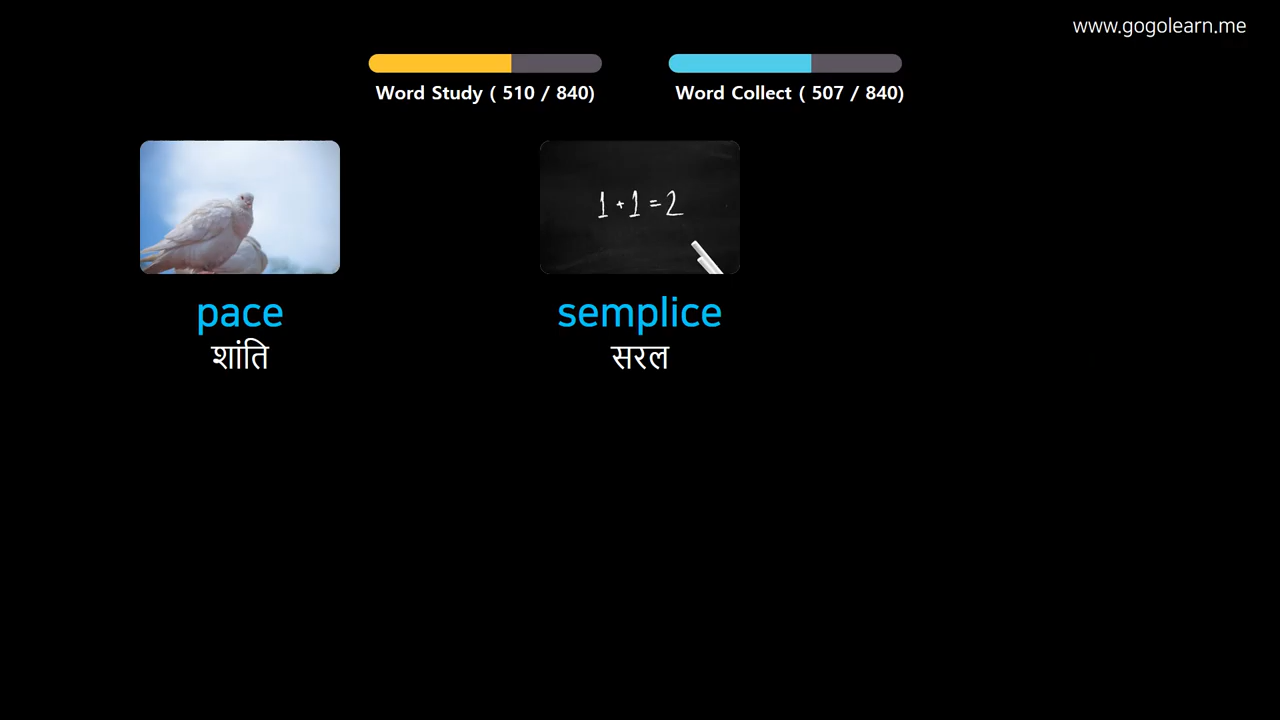 www.gogolearn.me
Word Study ( 510 / 840)
Word Collect ( 507 / 840)
1+1=2
pace
semplice
शांति
सरल